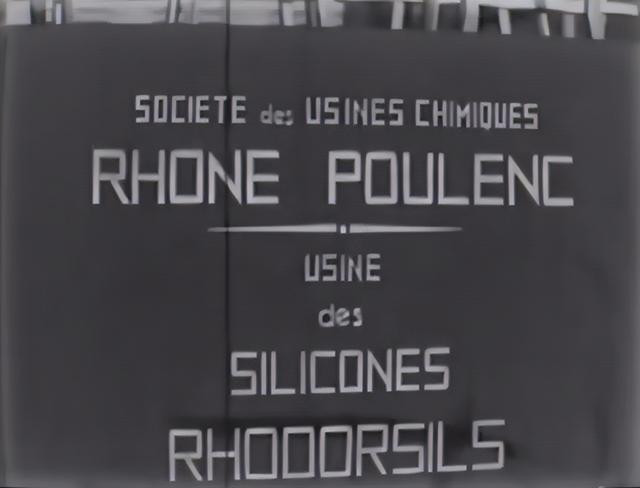 SOCIETE des USINES CHIMIQUES
RHONE POULENC
USINE
des
SILICONES
RHODORSILS